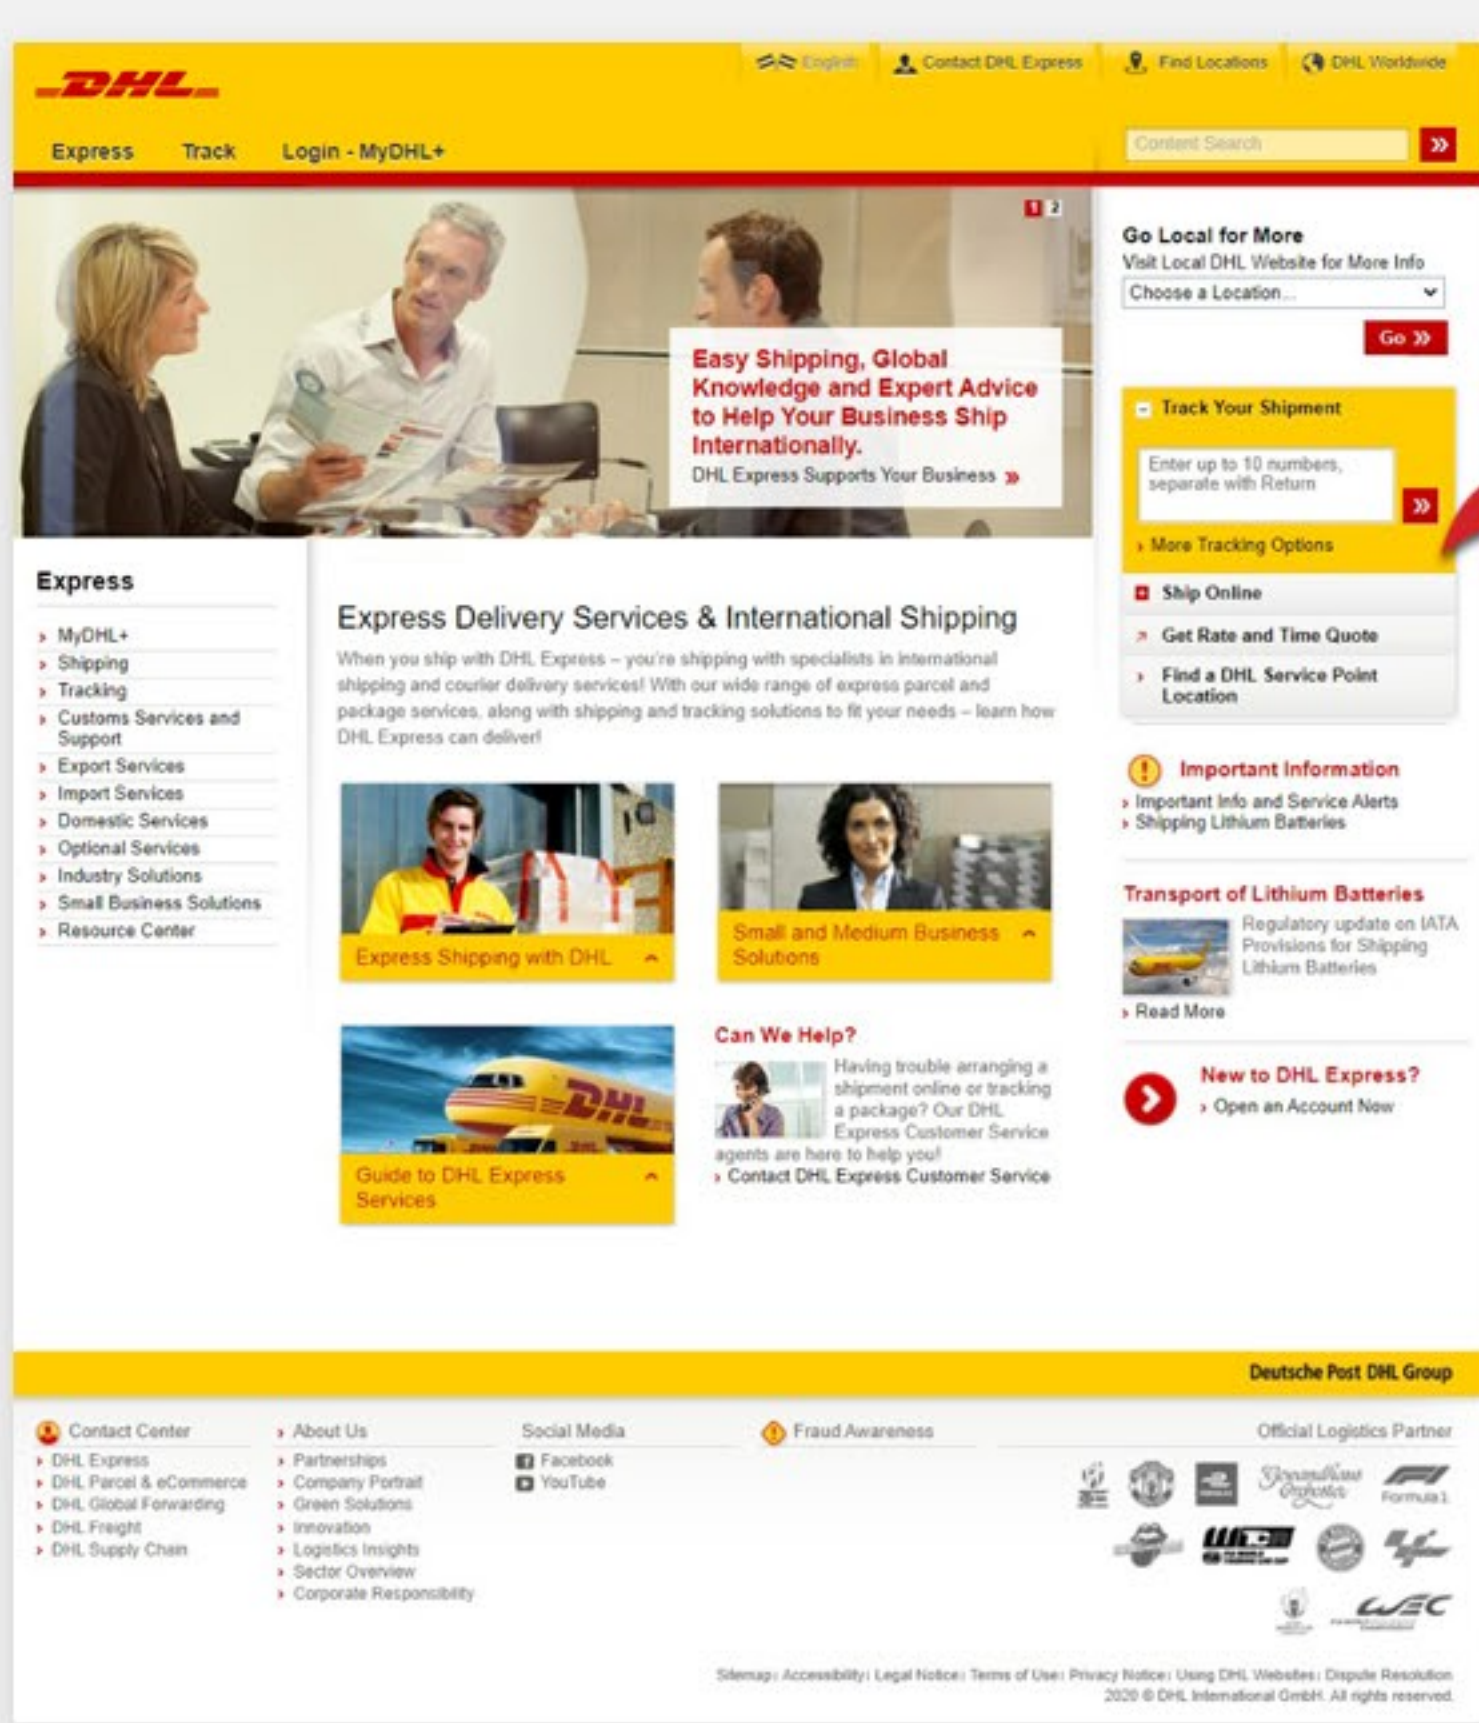 DHL
English
Contact DHL Express
Find Locations
DHL Worldwide
Express
Track
Login - MyDHL+
Content Search
1 2
Easy Shipping, Global
Knowledge and Expert Advice
to Help Your Business Ship
Internationally.
DHL Express Supports Your Business
Go Local for More
Visit Local DHL Website for More Info
Choose a Location...
Go
Track Your Shipment
Enter up to 10 numbers,
separate with Return
More Tracking Options
Ship Online
Get Rate and Time Quote
Find a DHL Service Point
Location
Express
MyDHL+
Shipping
Tracking
Customs Services and
Support
Export Services
Import Services
Domestic Services
Optional Services
Industry Solutions
Small Business Solutions
Resource Center
Express Delivery Services & International Shipping
When you ship with DHL Express – you're shipping with specialists in international
shipping and courier delivery services! With our wide range of express parcel and
package services, along with shipping and tracking solutions to fit your needs – learn how
DHL Express can deliver!
Express Shipping with DHL
Small and Medium Business
Solutions
DHL
Guide to DHL Express
Services
Can We Help?
Having trouble arranging a
shipment online or tracking
a package? Our DHL
Express Customer Service
agents are here to help you!
Contact DHL Express Customer Service
Important Information
Important Info and Service Alerts
Shipping Lithium Batteries
Transport of Lithium Batteries
Regulatory update on IATA
Provisions for Shipping
Lithium Batteries
Read More
New to DHL Express?
Open an Account Now
Deutsche Post DHL Group
Contact Center
DHL Express
DHL Parcel & eCommerce
DHL Global Forwarding
DHL Freight
DHL Supply Chain
About Us
Partnerships
Company Portrait
Green Solutions
Innovation
Logistics Insights
Sector Overview
Corporate Responsibility
Social Media
Facebook
YouTube
Fraud Awareness
Official Logistics Partner
Gewandhaus
Orchester
Formula 1
WEC
Sitemap | Accessibility | Legal Notice | Terms of Use | Privacy Notice | Using DHL Websites | Dispute Resolution
2020 © DHL International GmbH. All rights reserved.